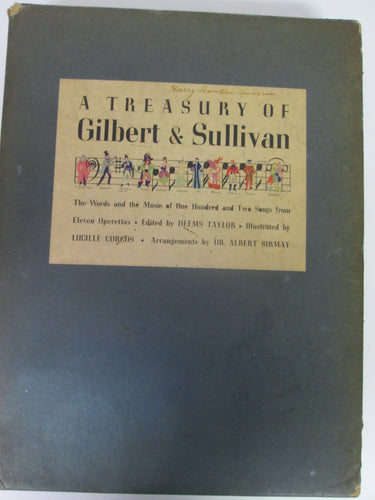 Harry
A TREASURY OF
Gilbert & Sullivan
The Words and the Music of One Hundred and Two Songs from
Eleven Operettas • Edited by DEEMS TAYLOR • Illustrated by
LUCILLE CORCOS • Arrangements by DR. ALBERT SIRMAY